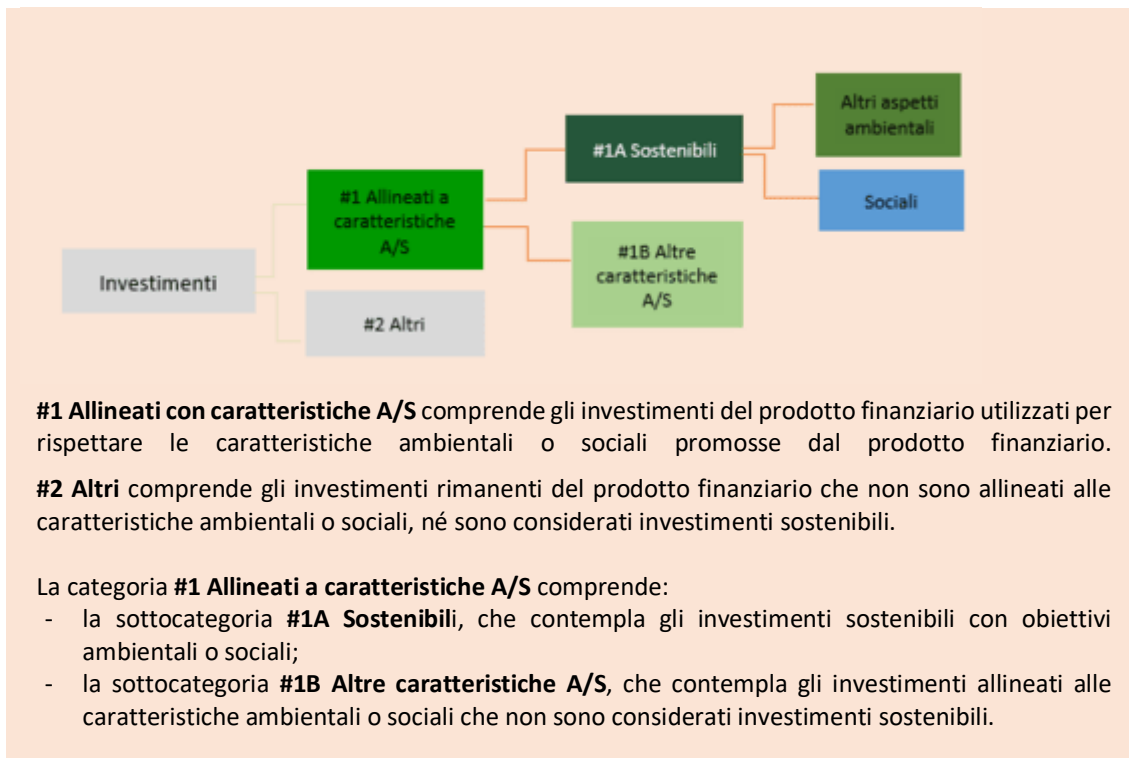 Altri aspetti
ambientali
#1A Sostenibili
#1 Allineati a
caratteristiche
A/S
Sociali
#1B Altre
caratteristiche
A/S
Investimenti
#2 Altri
#1 Allineati con caratteristiche A/S comprende gli investimenti del prodotto finanziario utilizzati per
rispettare le caratteristiche ambientali o sociali promosse dal prodotto finanziario.
#2 Altri comprende gli investimenti rimanenti del prodotto finanziario che non sono allineati alle
caratteristiche ambientali o sociali, né sono considerati investimenti sostenibili.
La categoria #1 Allineati a caratteristiche A/S comprende:
- la sottocategoria #1A Sostenibili, che contempla gli investimenti sostenibili con obiettivi
ambientali o sociali;
- la sottocategoria #1B Altre caratteristiche A/S, che contempla gli investimenti allineati alle
caratteristiche ambientali o sociali che non sono considerati investimenti sostenibili.